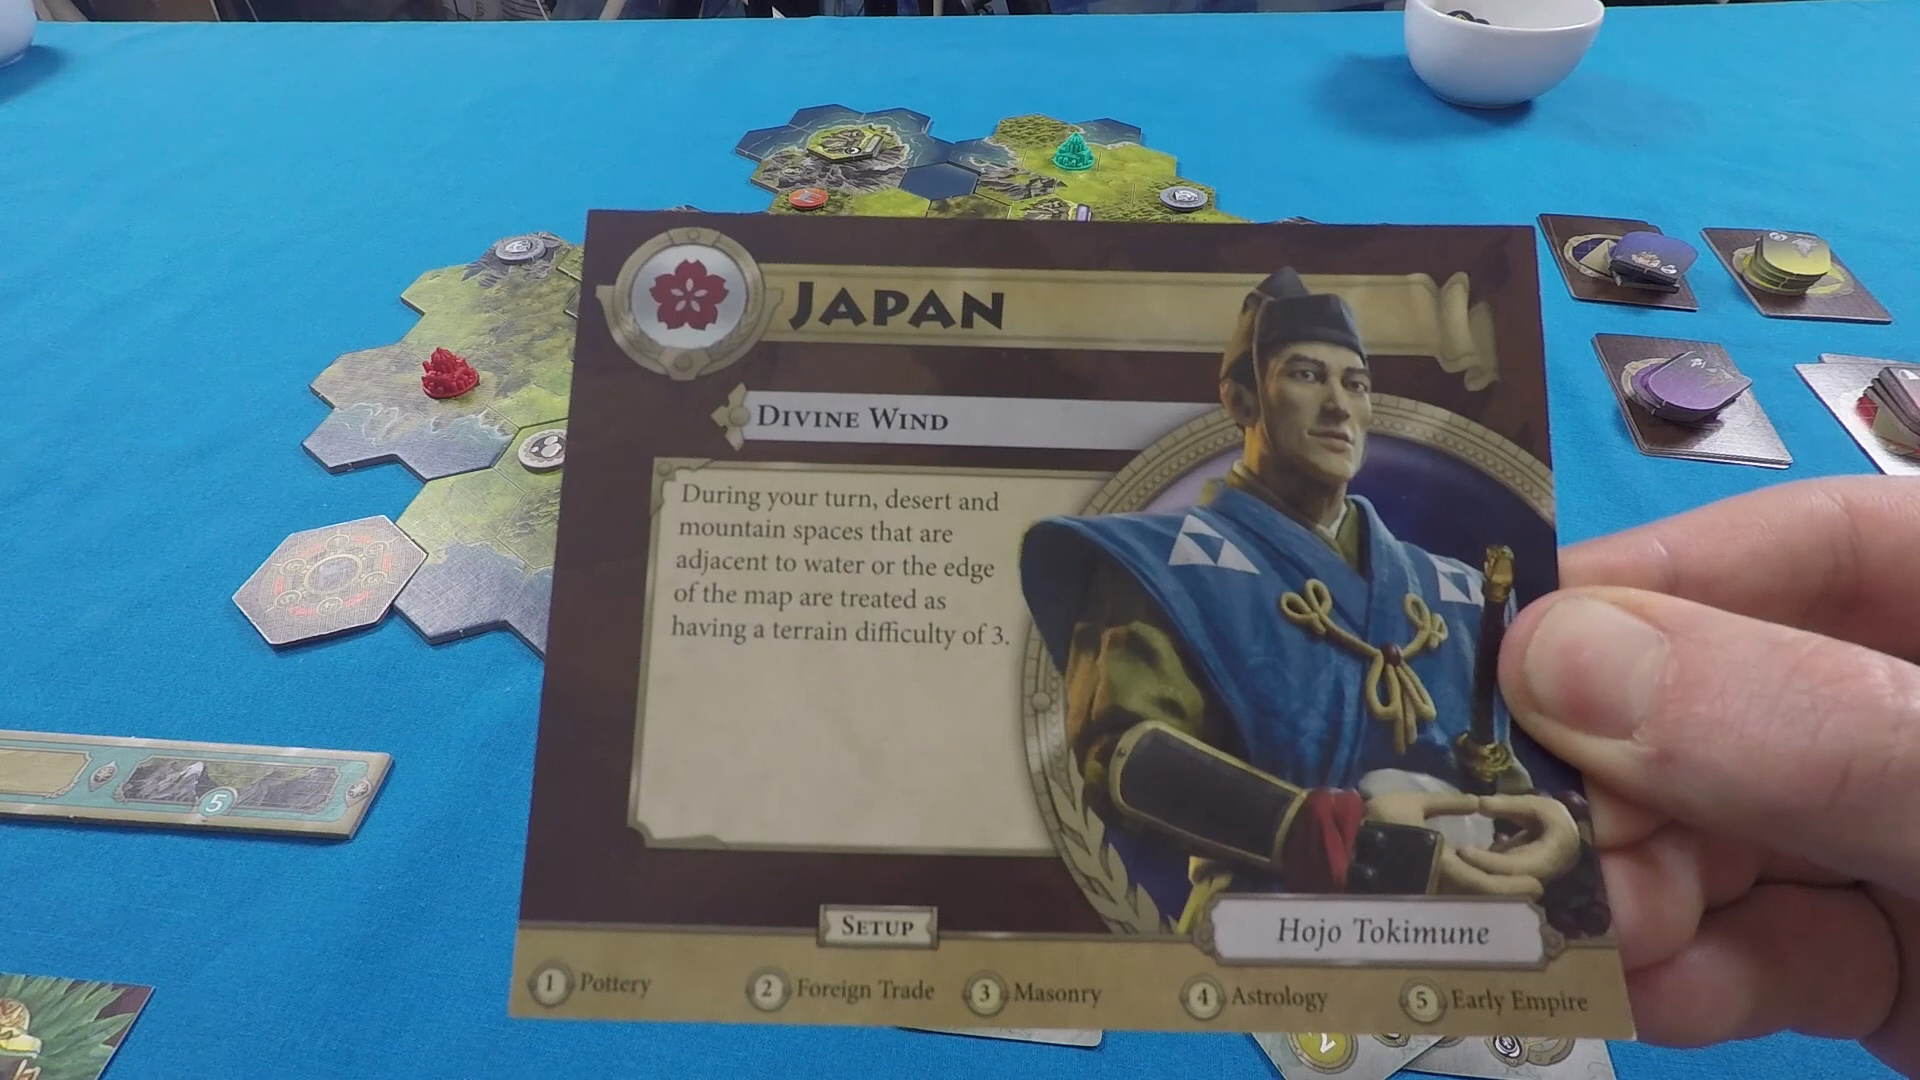 JAPAN
DIVINE WIND
During your turn, desert and
mountain spaces that are
adjacent to water or the edge
of the map are treated as
having a terrain difficulty of 3.
5
SETUP
Hojo Tokimune
1 Pottery
2 Foreign Trade
3 Masonry
4 Astrology
5 Early Empire